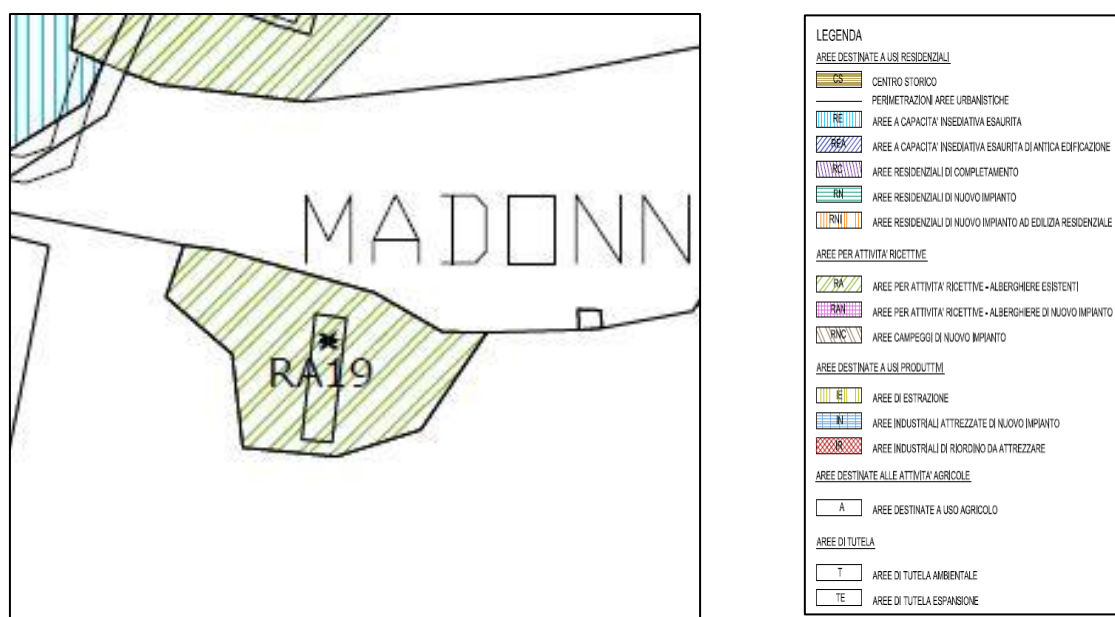 MADONN
RA19
LEGENDA
AREE DESTINATE A USI RESIDENZIALI
CS CENTRO STORICO
PERIMETRAZIONI AREE URBANISTICHE
RE AREE A CAPACITA' INSEDIATIVA ESAURITA
REA AREE A CAPACITA' INSEDIATIVA ESAURITA DI ANTICA EDIFICAZIONE
RC AREE RESIDENZIALI DI COMPLETAMENTO
RN AREE RESIDENZIALI DI NUOVO IMPIANTO
RNI AREE RESIDENZIALI DI NUOVO IMPIANTO AD EDILIZIA RESIDENZIALE
AREE PER ATTIVITA' RICETTIVE
RA AREE PER ATTIVITA' RICETTIVE - ALBERGHIERE ESISTENTI
RAN AREE PER ATTIVITA' RICETTIVE - ALBERGHIERE DI NUOVO IMPIANTO
RNC AREE CAMPEGGI DI NUOVO IMPIANTO
AREE DESTINATE A USI PRODUTTIVI
IE AREE DI ESTRAZIONE
IN AREE INDUSTRIALI ATTREZZATE DI NUOVO IMPIANTO
IR AREE INDUSTRIALI DI RIORDINO DA ATTREZZARE
AREE DESTINATE ALLE ATTIVITA' AGRICOLE
A AREE DESTINATE A USO AGRICOLO
AREE DI TUTELA
T AREE DI TUTELA AMBIENTALE
TE AREE DI TUTELA ESPANSIONE